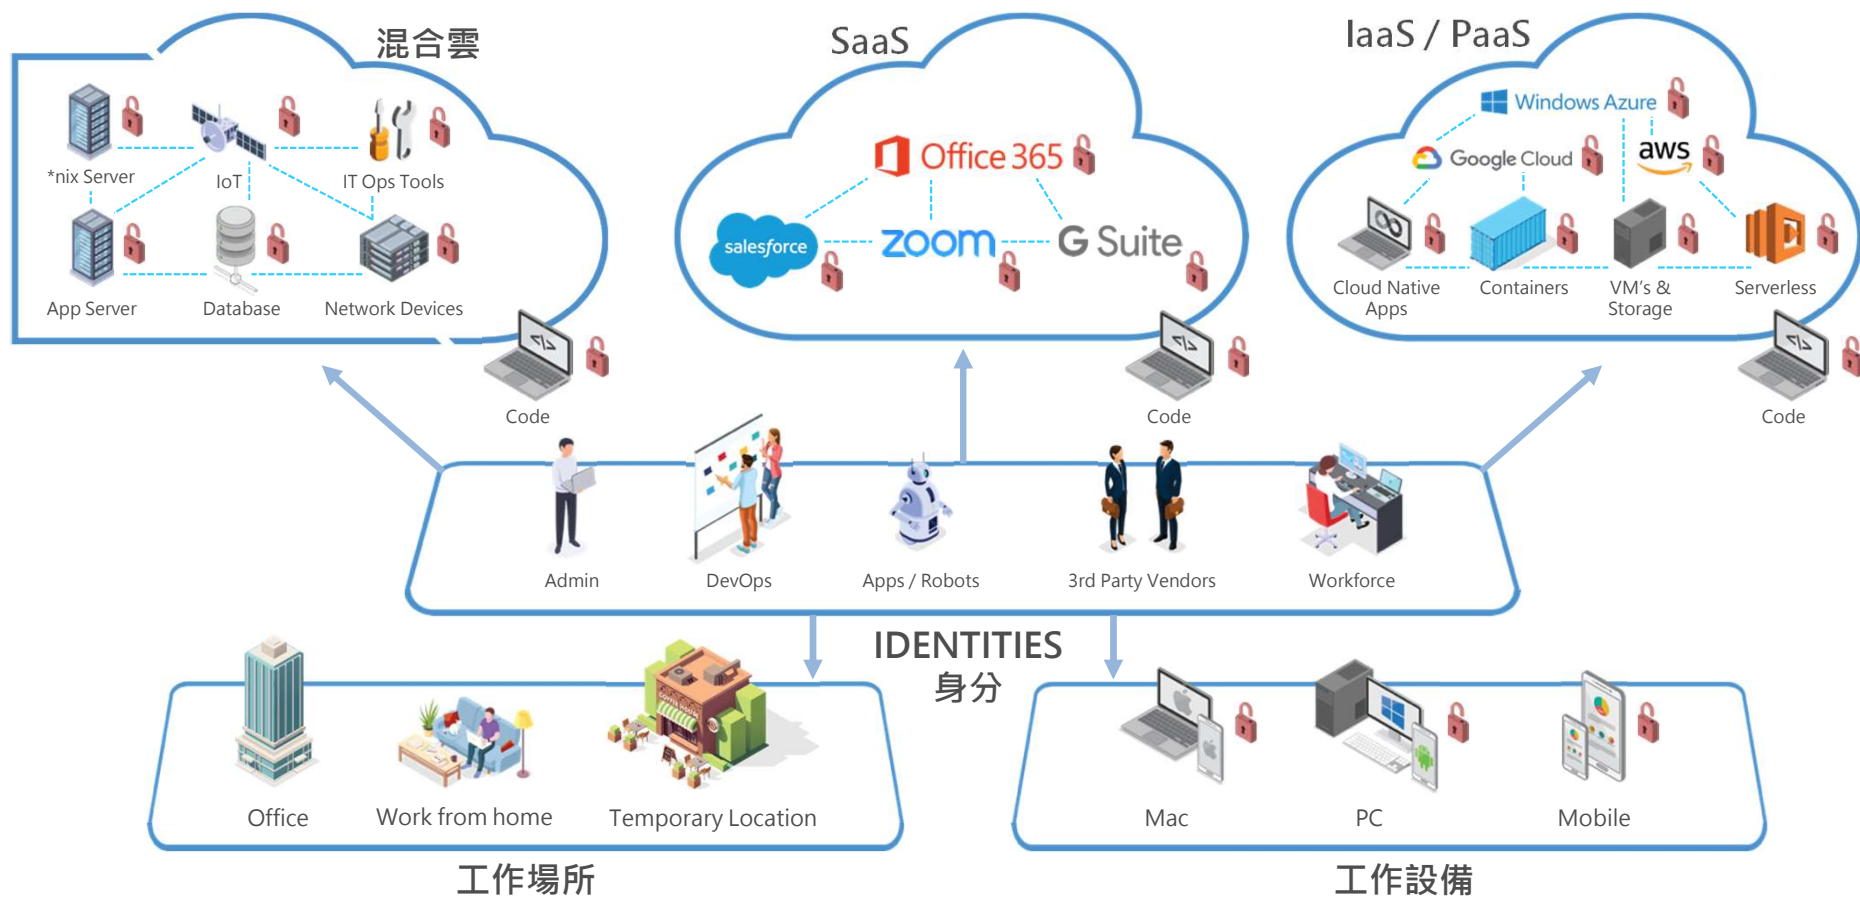 混合雲
*nix Server
IoT
IT Ops Tools
App Server
Database
Network Devices
Code
SaaS
Office 365
salesforce
zoom
G Suite
Code
IaaS / PaaS
Windows Azure
Google Cloud
aws
Cloud Native
Apps
Containers
VM's &
Storage
Serverless
Code
Admin
DevOps
Apps / Robots
3rd Party Vendors
Workforce
IDENTITIES
身分
Office
Work from home
Temporary Location
工作場所
Mac
PC
Mobile
工作設備